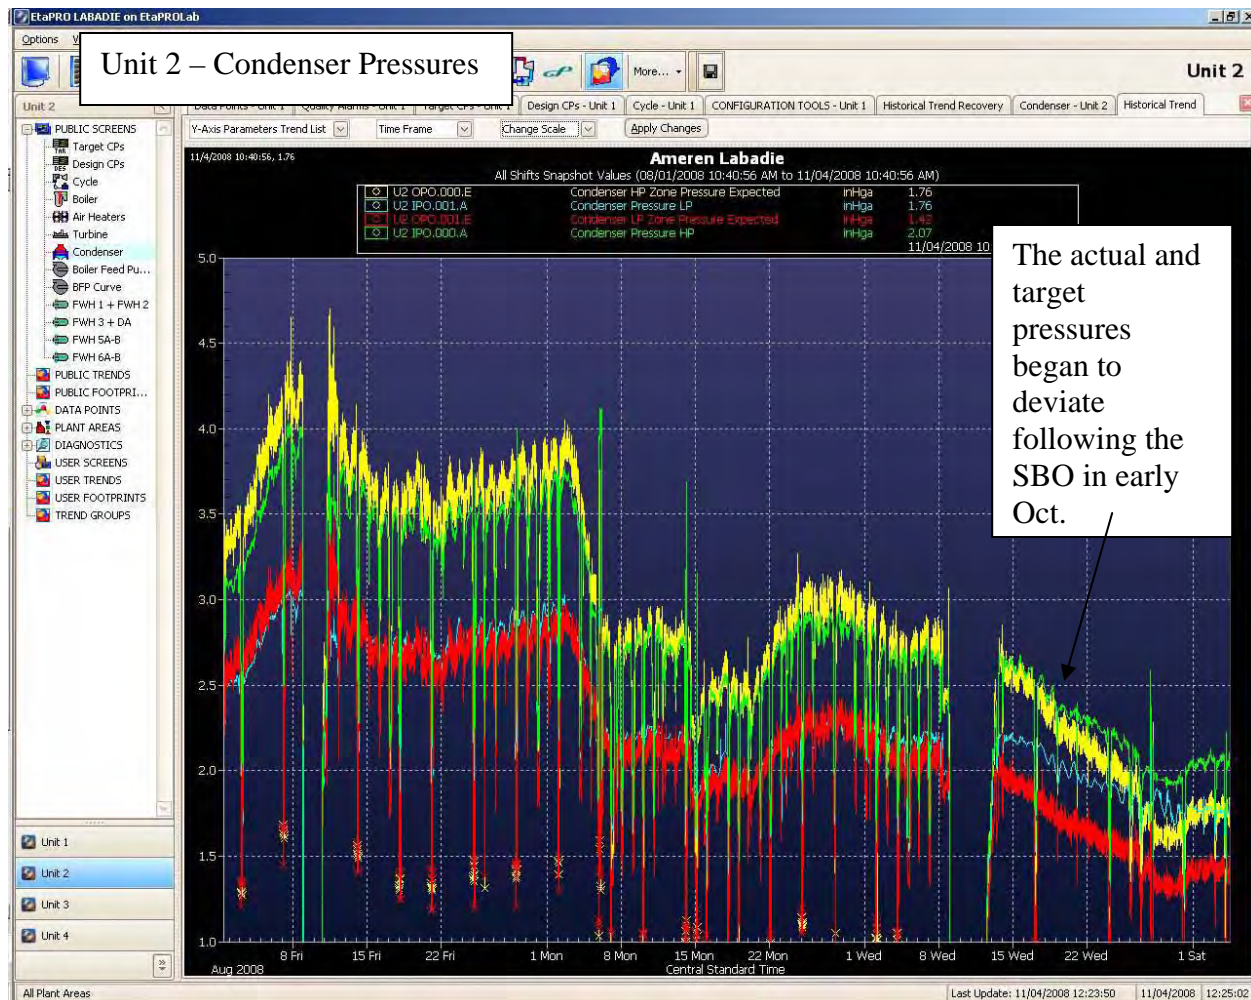 EtaPRO LABADIE on EtaPROLab
Options
Unit 2 – Condenser Pressures
More...
Unit 2
Unit 2
Design CPs - Unit 1
Cycle - Unit 1
CONFIGURATION TOOLS - Unit 1
Historical Trend Recovery
Condenser - Unit 2
Historical Trend
Y-Axis Parameters Trend List
Time Frame
Change Scale
Apply Changes
PUBLIC SCREENS
Target CPs
Design CPs
Cycle
Boiler
Air Heaters
Turbine
Condenser
Boiler Feed Pu...
BFP Curve
FWH 1 + FWH 2
FWH 3 + DA
FWH 5A-B
FWH 6A-B
PUBLIC TRENDS
PUBLIC FOOTPRI...
DATA POINTS
PLANT AREAS
DIAGNOSTICS
USER SCREENS
USER TRENDS
USER FOOTPRINTS
TREND GROUPS
Unit 1
Unit 2
Unit 3
Unit 4
11/4/2008 10:40:56, 1.76
Ameren Labadie
All Shifts Snapshot Values (08/01/2008 10:40:56 AM to 11/04/2008 10:40:56 AM)
U2 OPO.000.E Condenser HP Zone Pressure Expected inHga 1.76
U2 IPO.001.A Condenser Pressure LP inHga 1.76
U2 OPO.001.E Condenser LP Zone Pressure Expected inHga 1.42
U2 IPO.000.A Condenser Pressure HP inHga 2.07
11/04/2008 10
The actual and
target
pressures
began to
deviate
following the
SBO in early
Oct.
5.0
4.5
4.0
3.5
3.0
2.5
2.0
1.5
1.0
8 Fri
15 Fri
22 Fri
1 Mon
8 Mon
15 Mon
22 Mon
1 Wed
8 Wed
15 Wed
22 Wed
1 Sat
Aug 2008
Central Standard Time
All Plant Areas
Last Update: 11/04/2008 12:23:50
11/04/2008
12:25:02